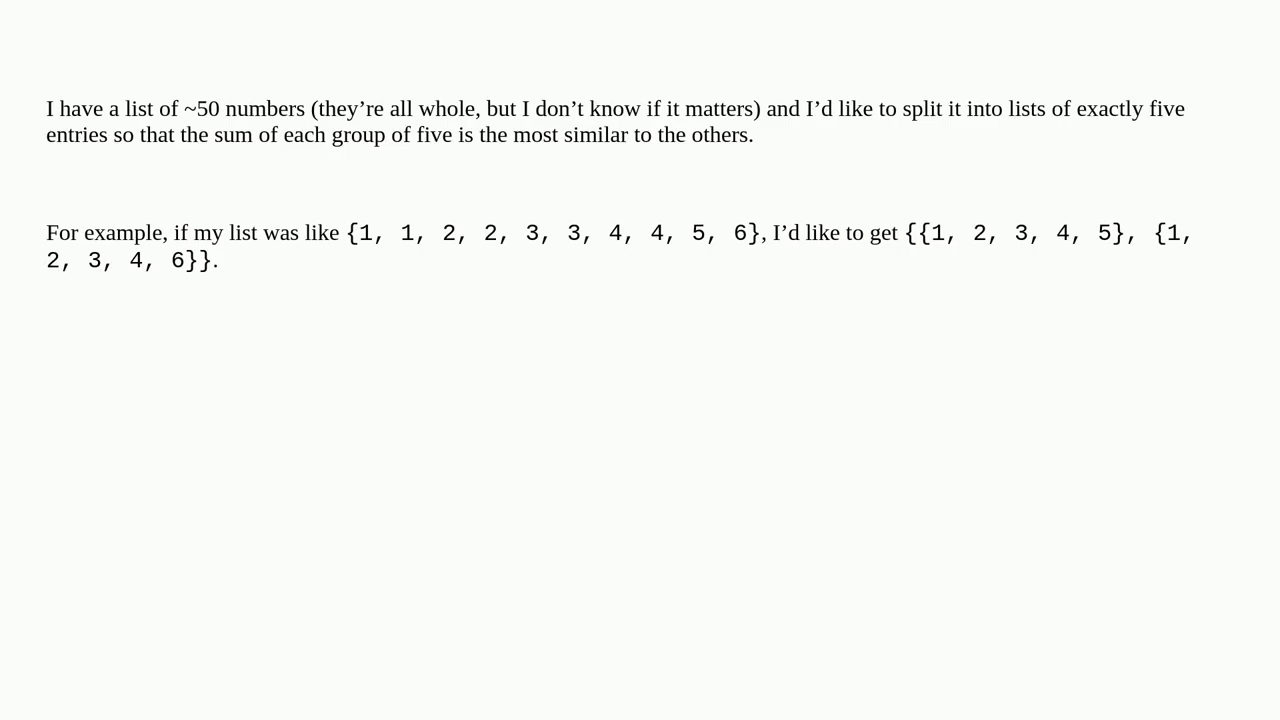 I have a list of ~50 numbers (they’re all whole, but I don’t know if it matters) and I’d like to split it into lists of exactly five
entries so that the sum of each group of five is the most similar to the others.
For example, if my list was like {1, 1, 2, 2, 3, 3, 4, 4, 5, 6}, I’d like to get {{1, 2, 3, 4, 5}, {1,
2, 3, 4, 6}}.